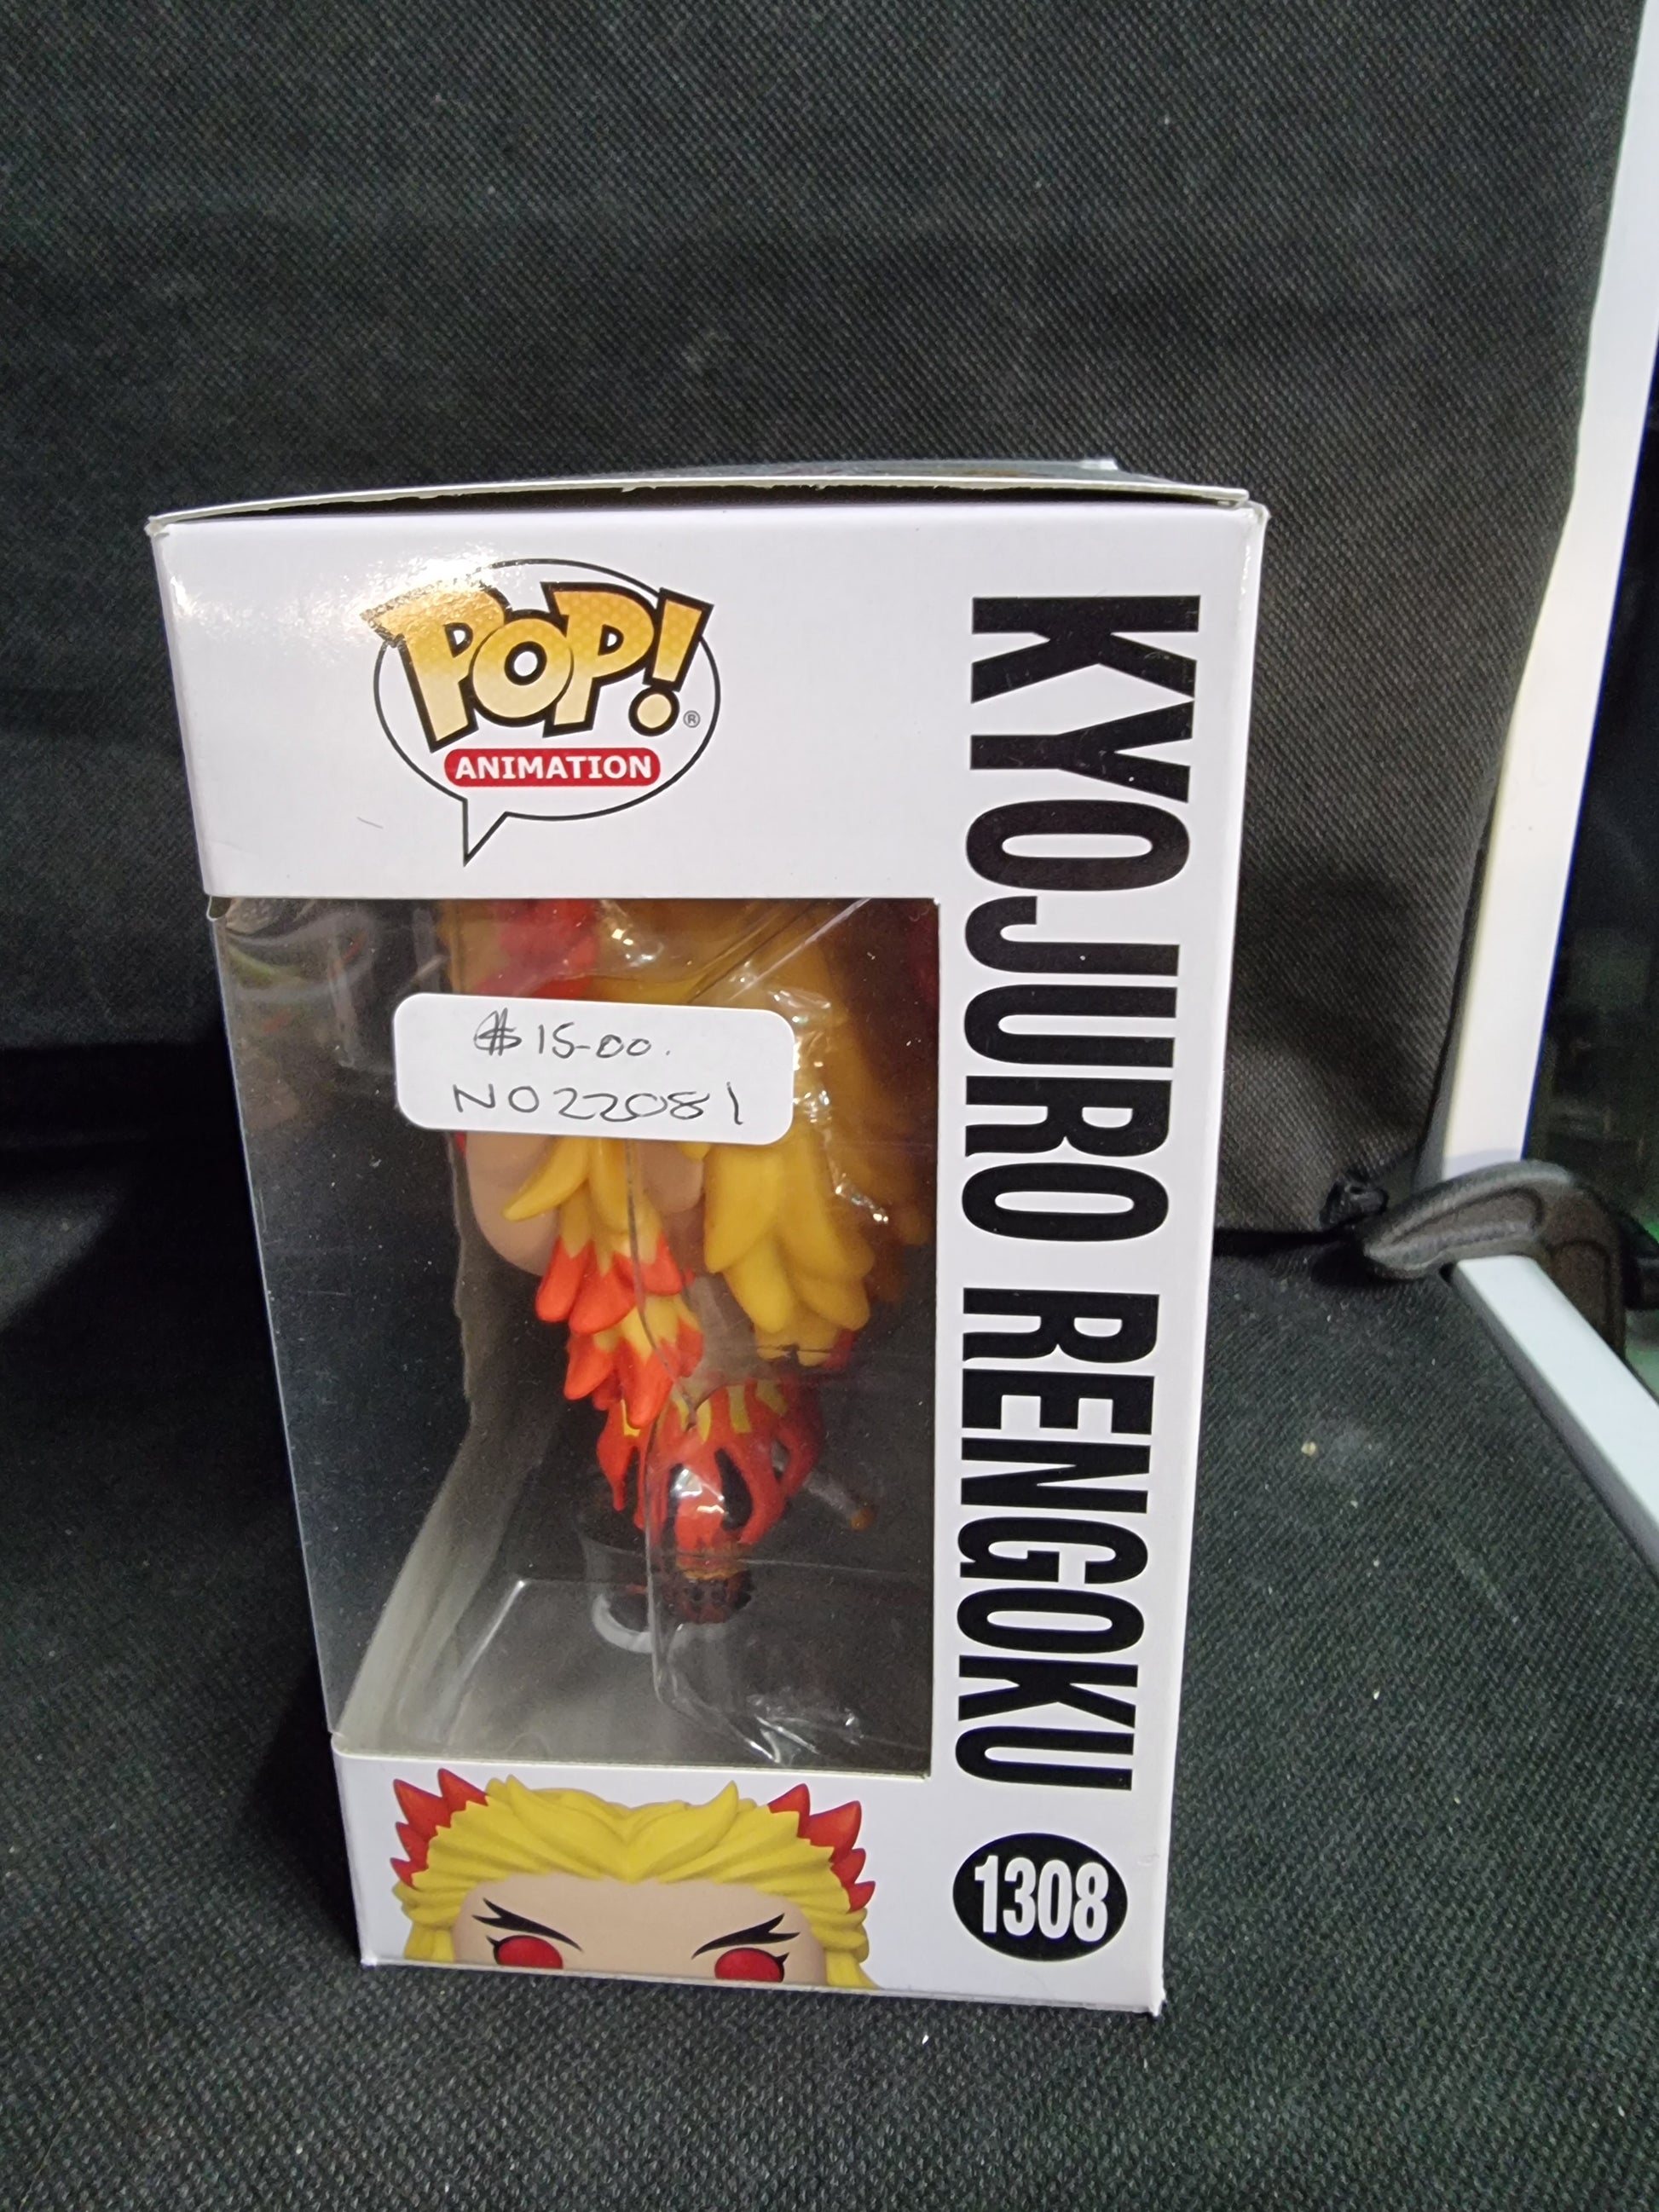 POP!®
ANIMATION
$15-00.
NO22081
KYOJURO RENGOKU
1308